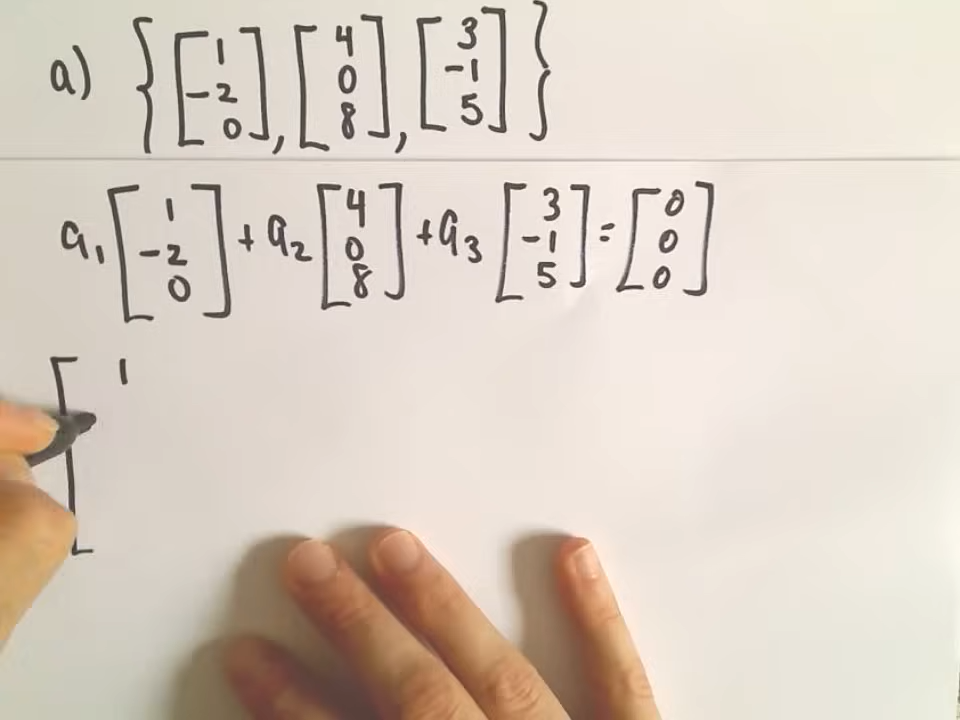 a) { [ 1 -2 0 ], [ 4 0 8 ], [ 3 -1 5 ] }
a₁ [ 1 -2 0 ] + a₂ [ 4 0 8 ] + a₃ [ 3 -1 5 ] = [ 0 0 0 ]
[ 1